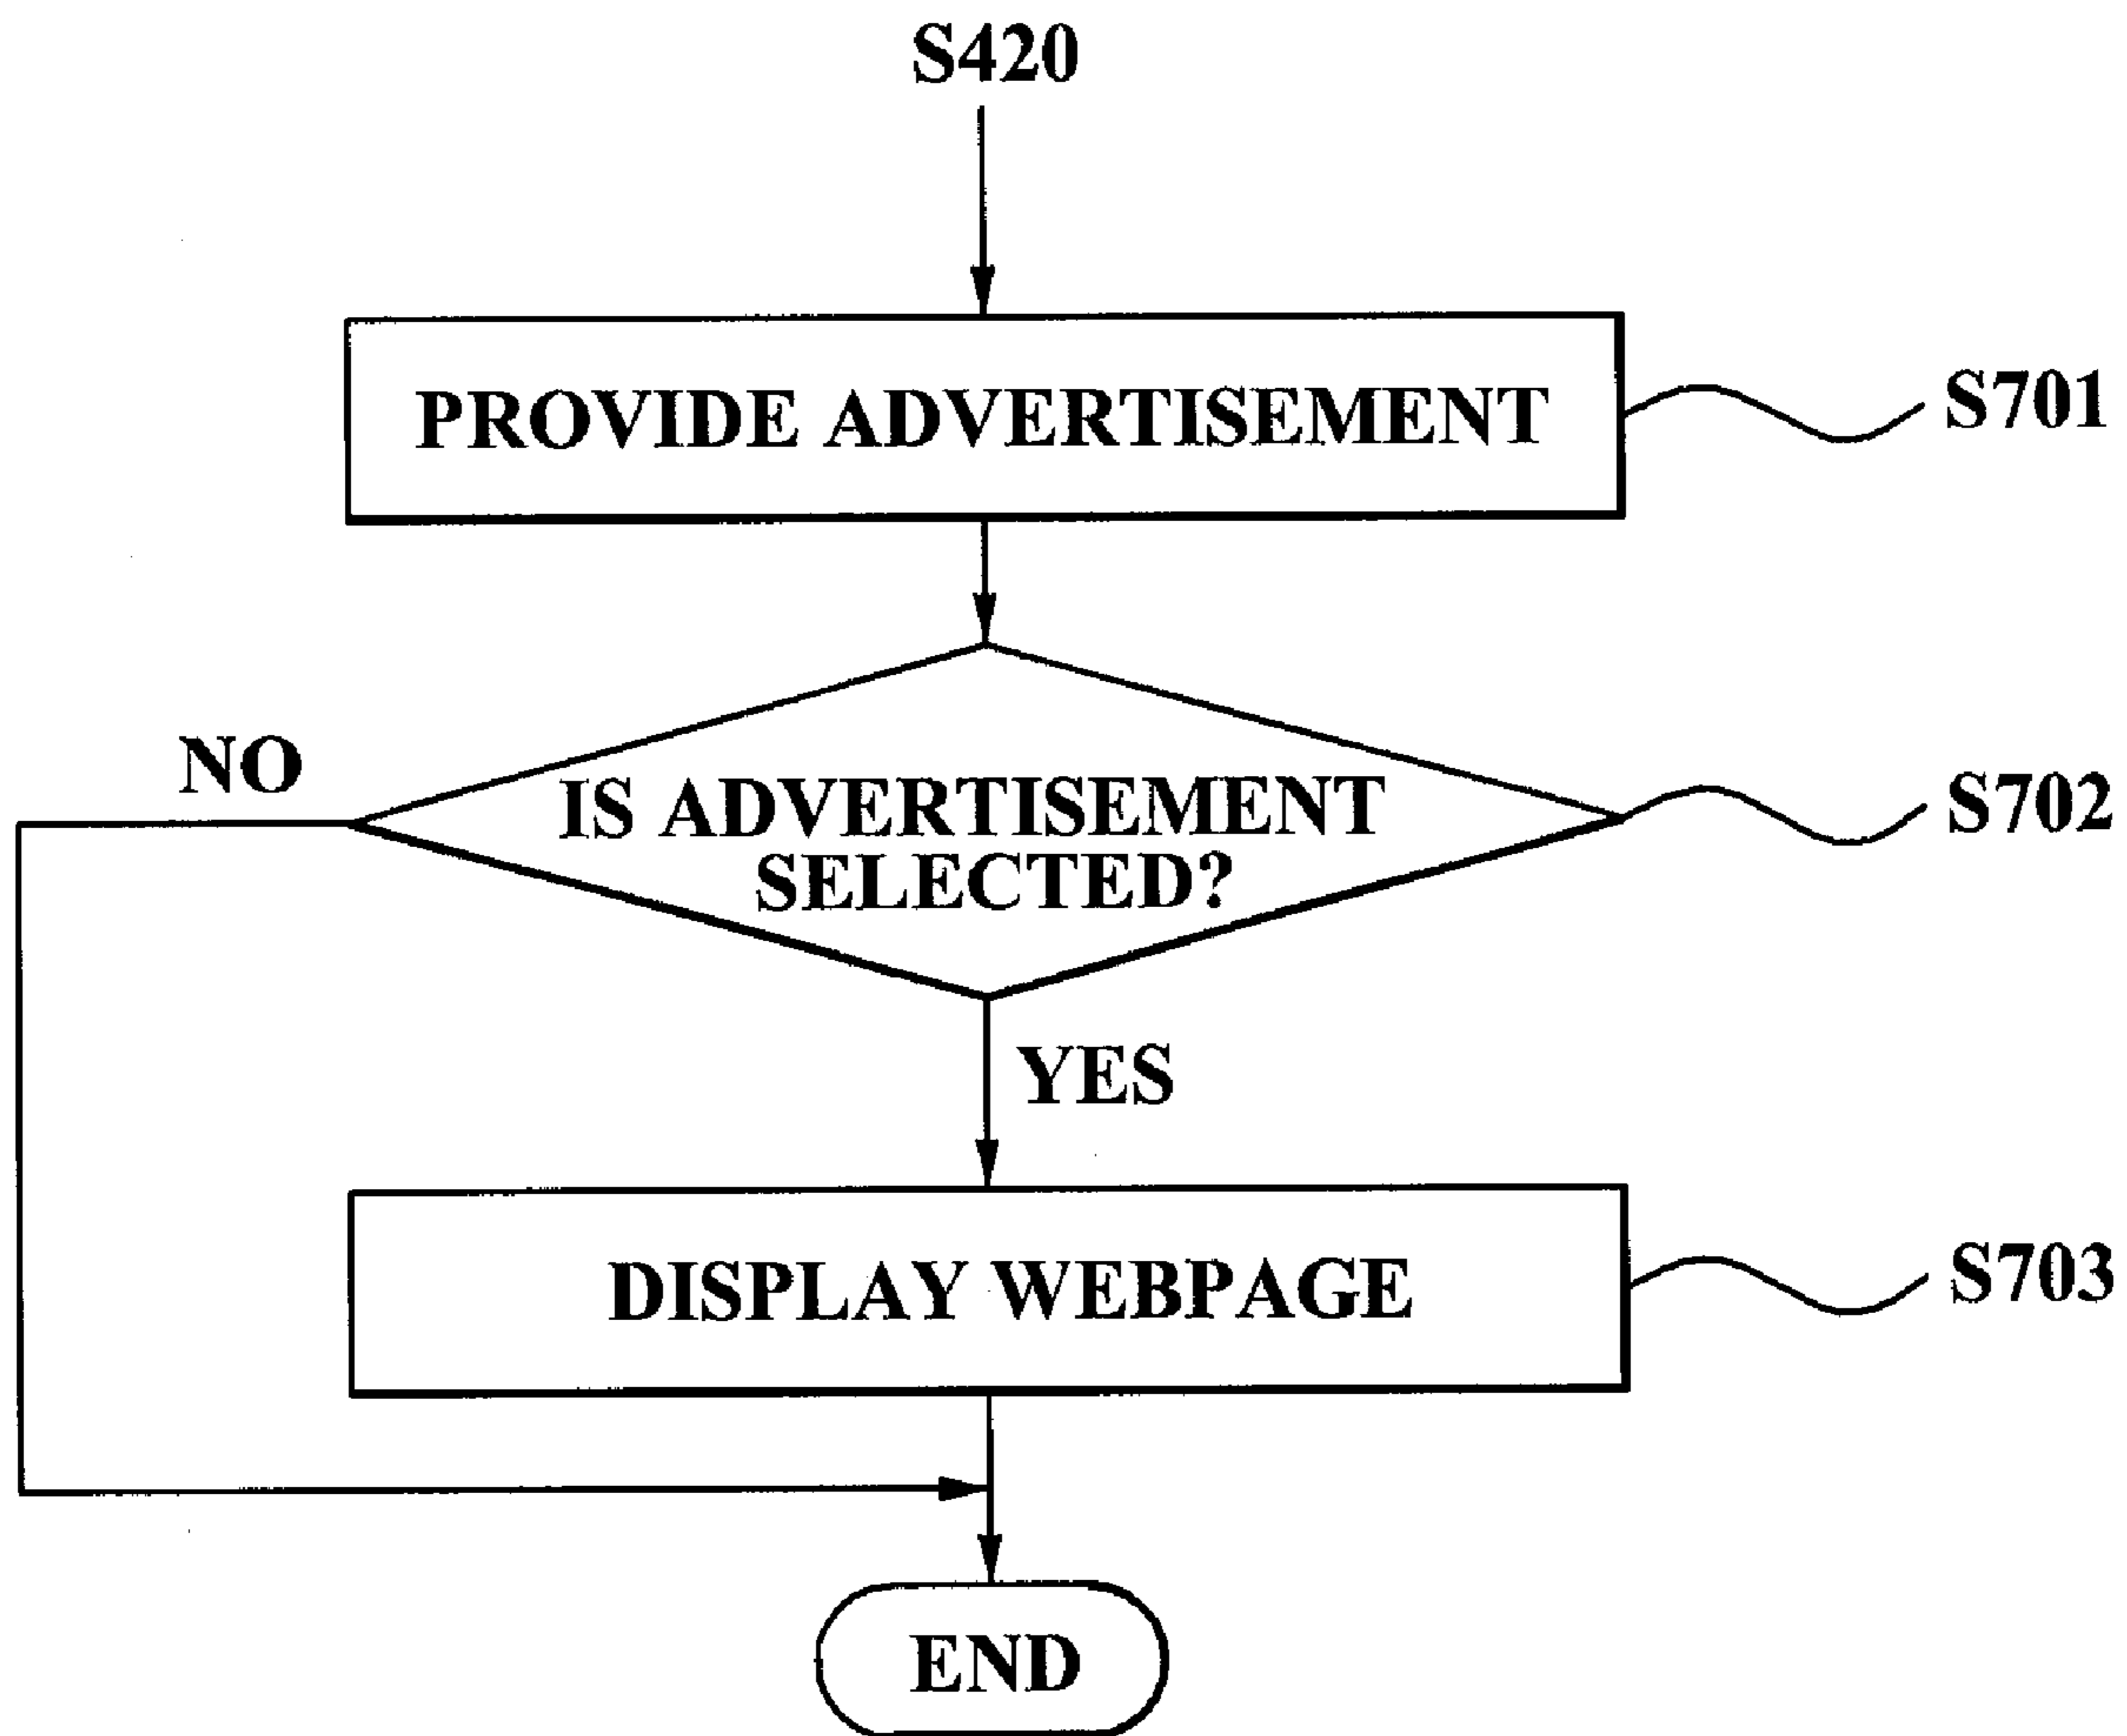 S420
PROVIDE ADVERTISEMENT
S701
NO
IS ADVERTISEMENT
SELECTED?
S702
YES
DISPLAY WEBPAGE
S703
END